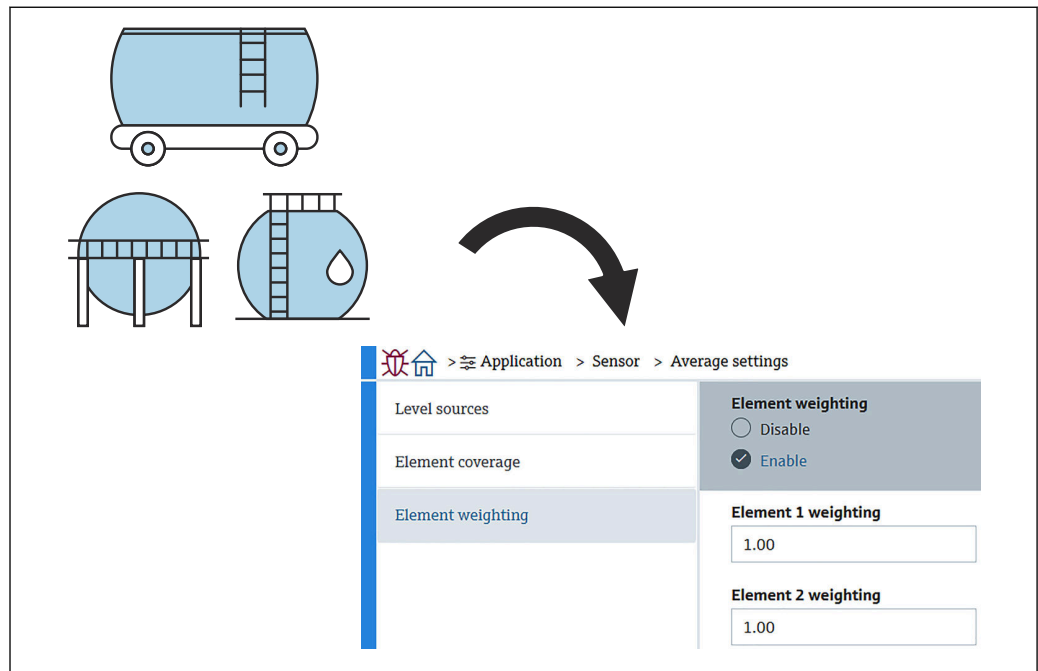 > Application > Sensor > Average settings
Level sources
Element coverage
Element weighting
Element weighting
Disable
Enable
Element 1 weighting
1.00
Element 2 weighting
1.00